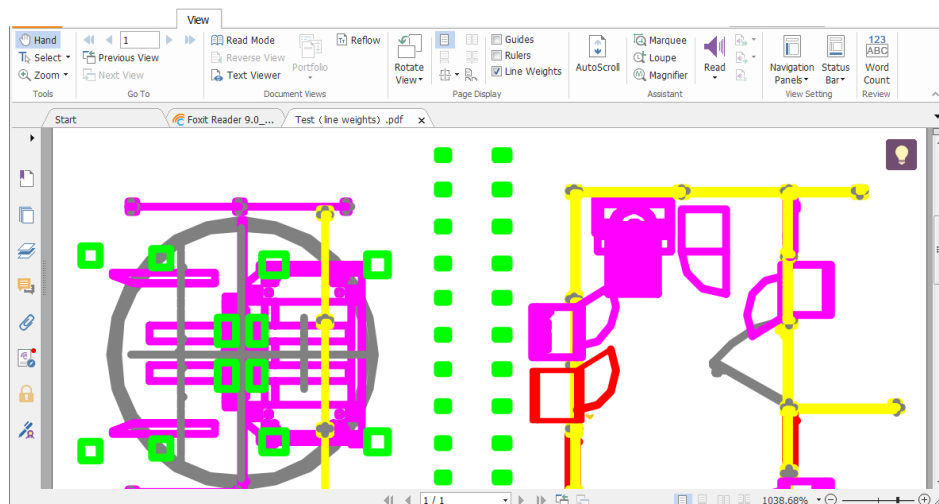 View
Hand
Select
Zoom
Tools
1
Previous View
Next View
Go To
Read Mode
Reverse View
Text Viewer
Portfolio
Reflow
Document Views
Rotate
View
Guides
Rulers
Line Weights
Page Display
AutoScroll
Marquee
Loupe
Magnifier
Read
Assistant
Navigation
Panels
Status
Bar
View Setting
123
ABC
Word
Count
Review
Start
Foxit Reader 9.0_...
Test (line weights) .pdf x
1 / 1
1038.68%